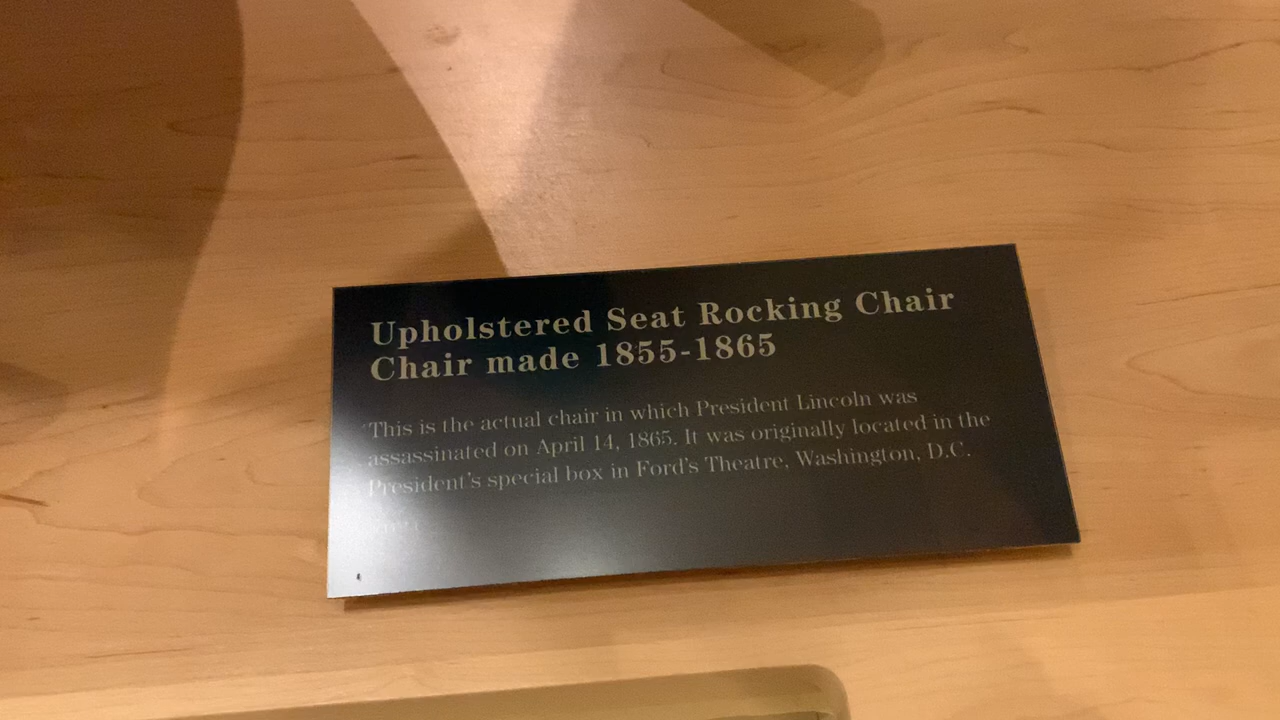 Upholstered Seat Rocking Chair
Chair made 1855-1865
This is the actual chair in which President Lincoln was
assassinated on April 14, 1865. It was originally located in the
President's special box in Ford's Theatre, Washington, D.C.